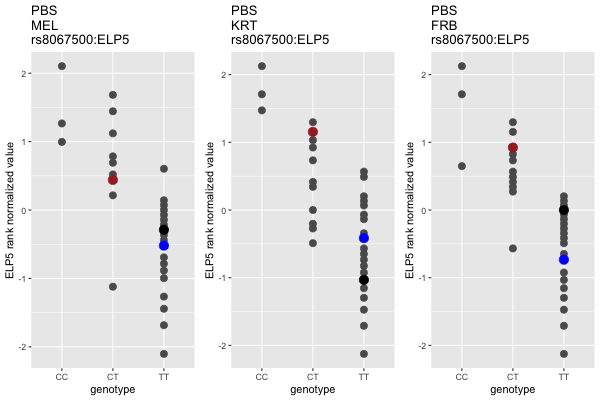 PBS
MEL
rs8067500:ELP5
ELP5 rank normalized value
2
1
0
-1
-2
CC
CT
TT
genotype
PBS
KRT
rs8067500:ELP5
ELP5 rank normalized value
2
1
0
-1
-2
CC
CT
TT
genotype
PBS
FRB
rs8067500:ELP5
ELP5 rank normalized value
2
1
0
-1
-2
CC
CT
TT
genotype